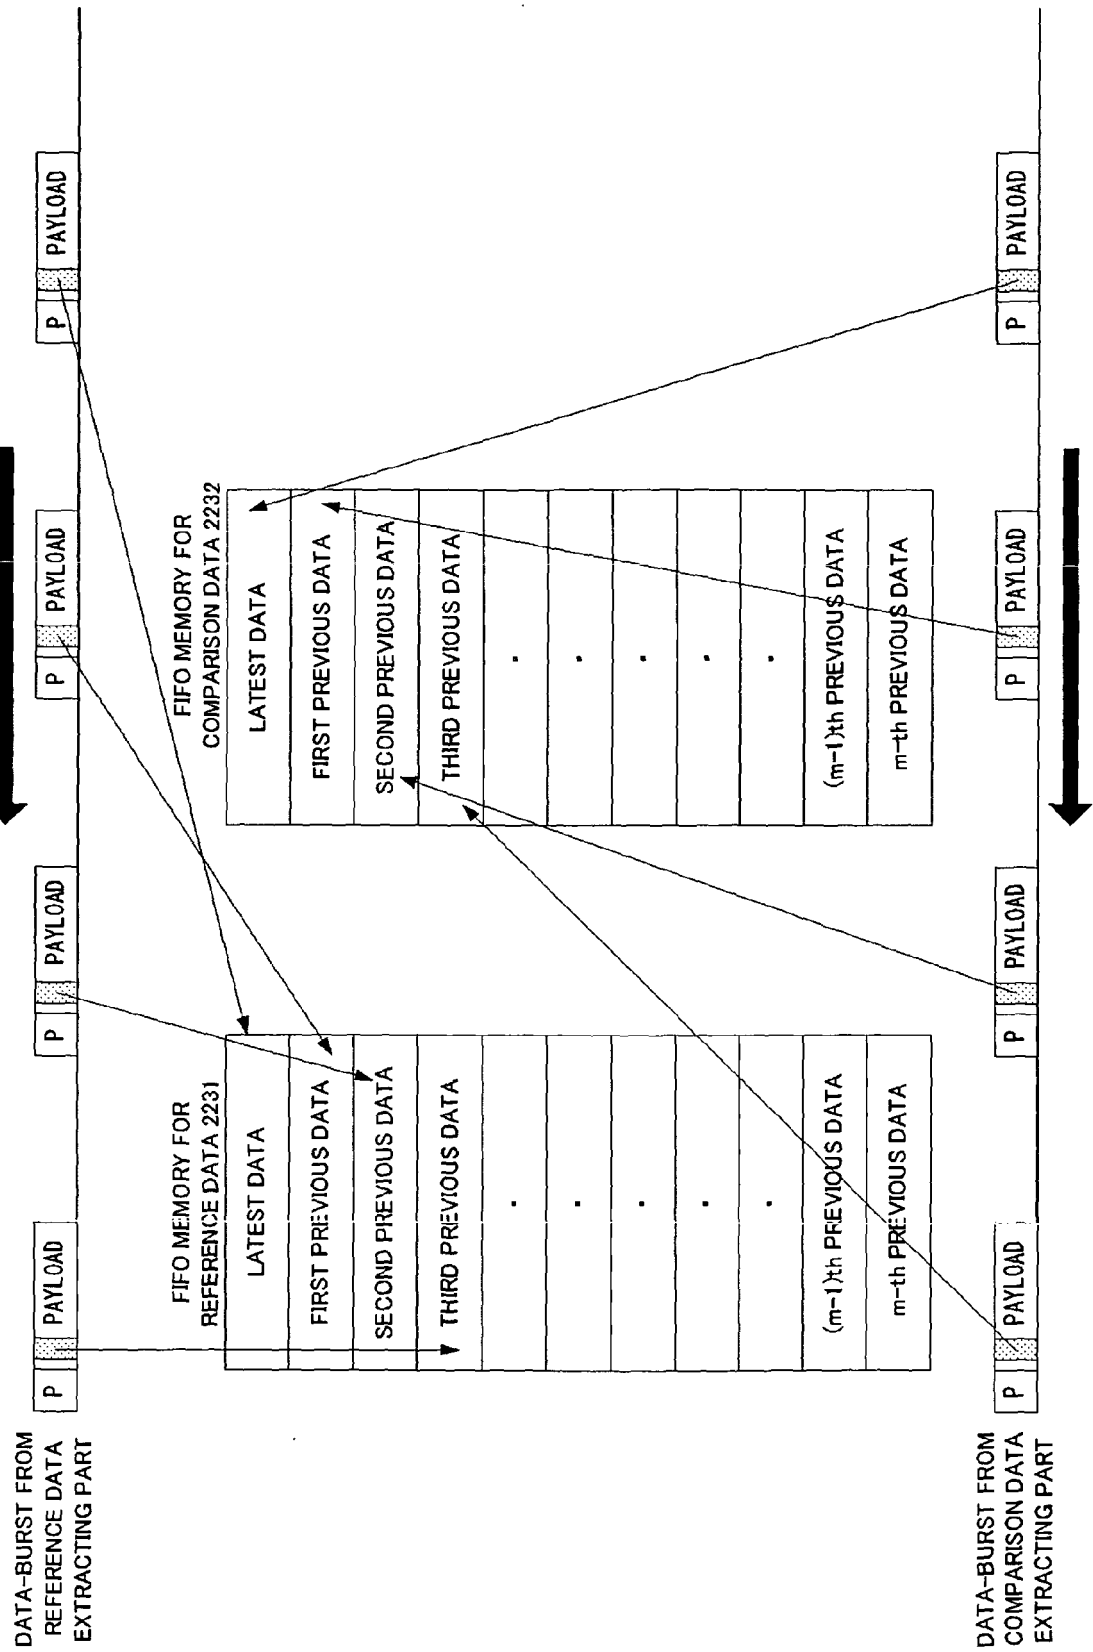 DATA-BURST FROM
REFERENCE DATA
EXTRACTING PART
P
PAYLOAD
P
PAYLOAD
P
PAYLOAD
P
PAYLOAD
FIFO MEMORY FOR
REFERENCE DATA 2231
LATEST DATA
FIRST PREVIOUS DATA
SECOND PREVIOUS DATA
THIRD PREVIOUS DATA
(m-1)th PREVIOUS DATA
m-th PREVIOUS DATA
FIFO MEMORY FOR
COMPARISON DATA 2232
LATEST DATA
FIRST PREVIOUS DATA
SECOND PREVIOUS DATA
THIRD PREVIOUS DATA
(m-1)th PREVIOUS DATA
m-th PREVIOUS DATA
DATA-BURST FROM
COMPARISON DATA
EXTRACTING PART
P
PAYLOAD
P
PAYLOAD
P
PAYLOAD
P
PAYLOAD